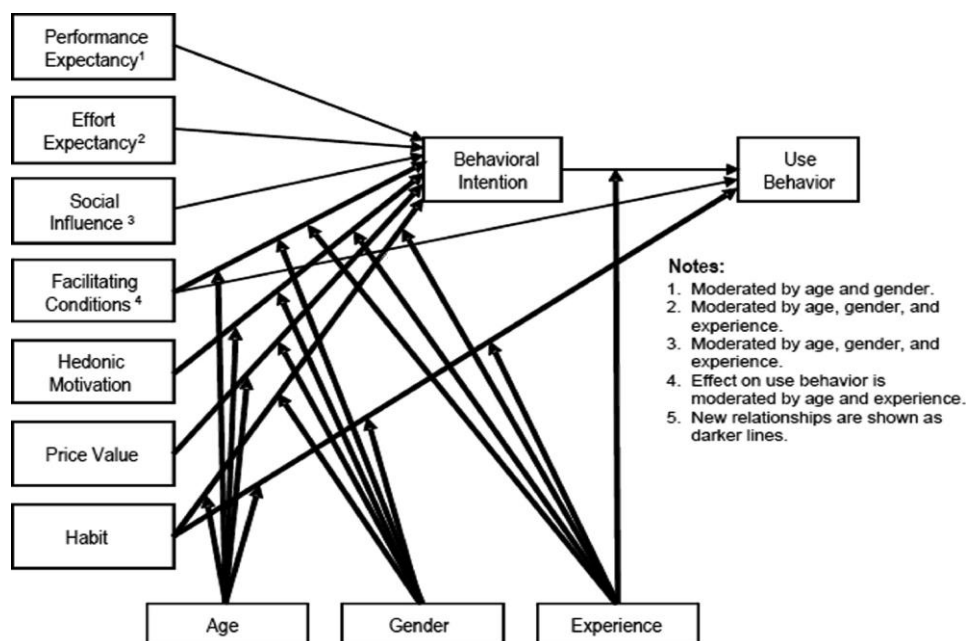 Performance
Expectancy¹
Effort
Expectancy²
Social
Influence ³
Facilitating
Conditions ⁴
Hedonic
Motivation
Price Value
Habit
Behavioral
Intention
Use
Behavior
Notes:
1. Moderated by age and gender.
2. Moderated by age, gender, and
experience.
3. Moderated by age, gender, and
experience.
4. Effect on use behavior is
moderated by age and experience.
5. New relationships are shown as
darker lines.
Age
Gender
Experience